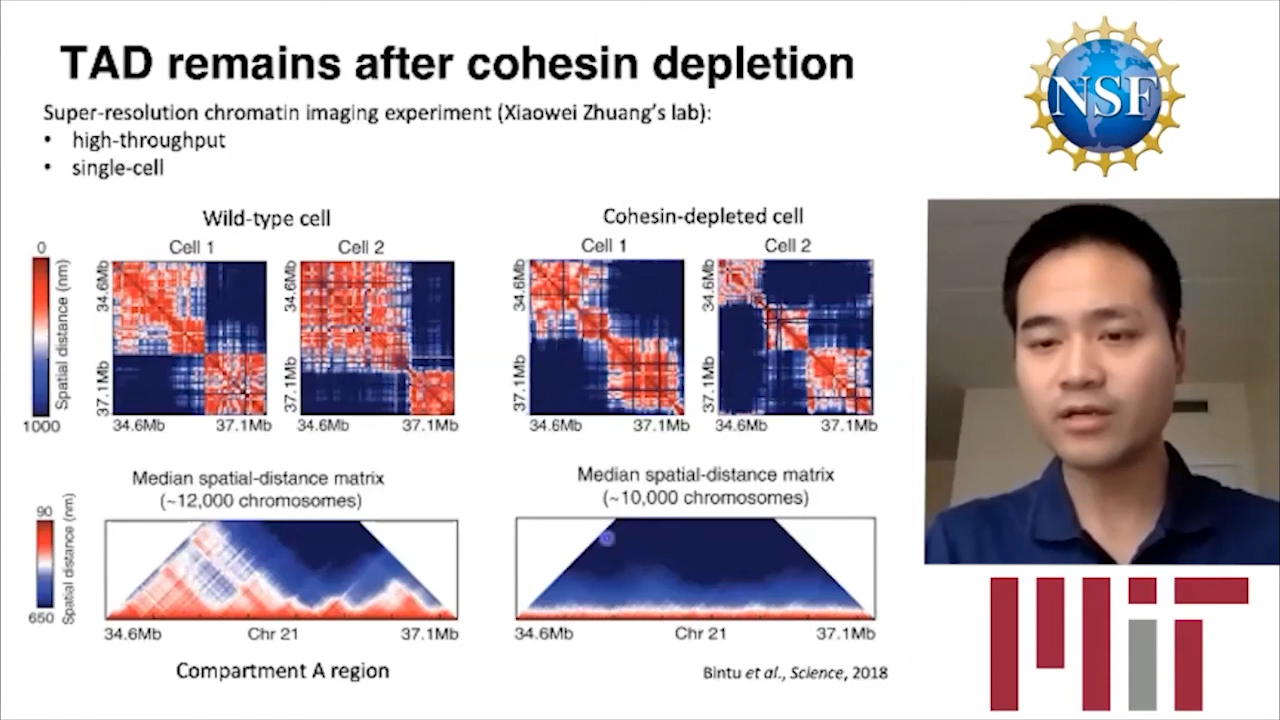 TAD remains after cohesin depletion
Super-resolution chromatin imaging experiment (Xiaowei Zhuang's lab):
• high-throughput
• single-cell
NSF
Wild-type cell
Cohesin-depleted cell
Cell 1
Cell 2
Cell 1
Cell 2
0
Spatial distance (nm)
1000
34.6Mb
37.1Mb
34.6Mb
37.1Mb
34.6Mb
37.1Mb
34.6Mb
37.1Mb
34.6Mb
37.1Mb
34.6Mb
37.1Mb
34.6Mb
37.1Mb
34.6Mb
37.1Mb
Median spatial-distance matrix
(~12,000 chromosomes)
Median spatial-distance matrix
(~10,000 chromosomes)
90
Spatial distance (nm)
650
34.6Mb
Chr 21
37.1Mb
34.6Mb
Chr 21
37.1Mb
Compartment A region
Bintu et al., Science, 2018
MIT